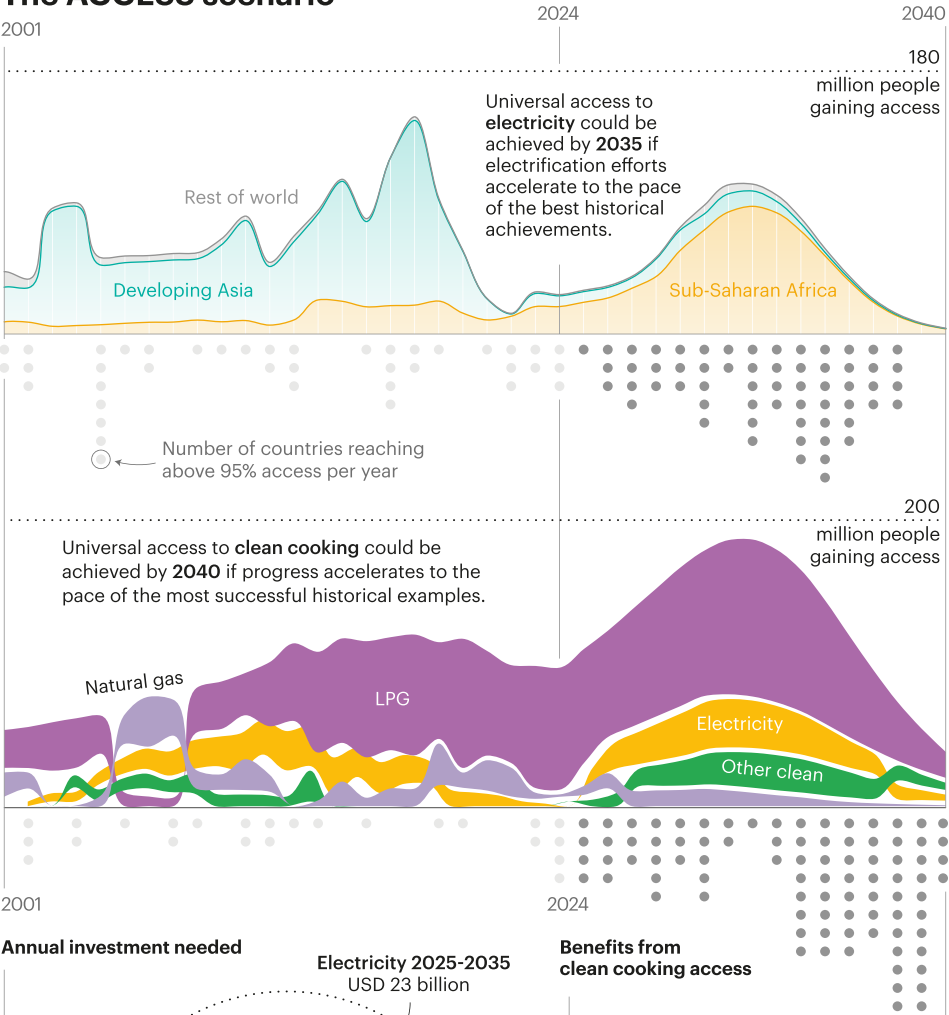 The ACCESS scenario
2001
2024
2040
180
million people
gaining access
Universal access to
electricity could be
achieved by 2035 if
electrification efforts
accelerate to the pace
of the best historical
achievements.
Rest of world
Developing Asia
Sub-Saharan Africa
Number of countries reaching
above 95% access per year
200
million people
gaining access
Universal access to clean cooking could be
achieved by 2040 if progress accelerates to the
pace of the most successful historical examples.
Natural gas
LPG
Electricity
Other clean
2001
2024
Annual investment needed
Electricity 2025-2035
USD 23 billion
Benefits from
clean cooking access